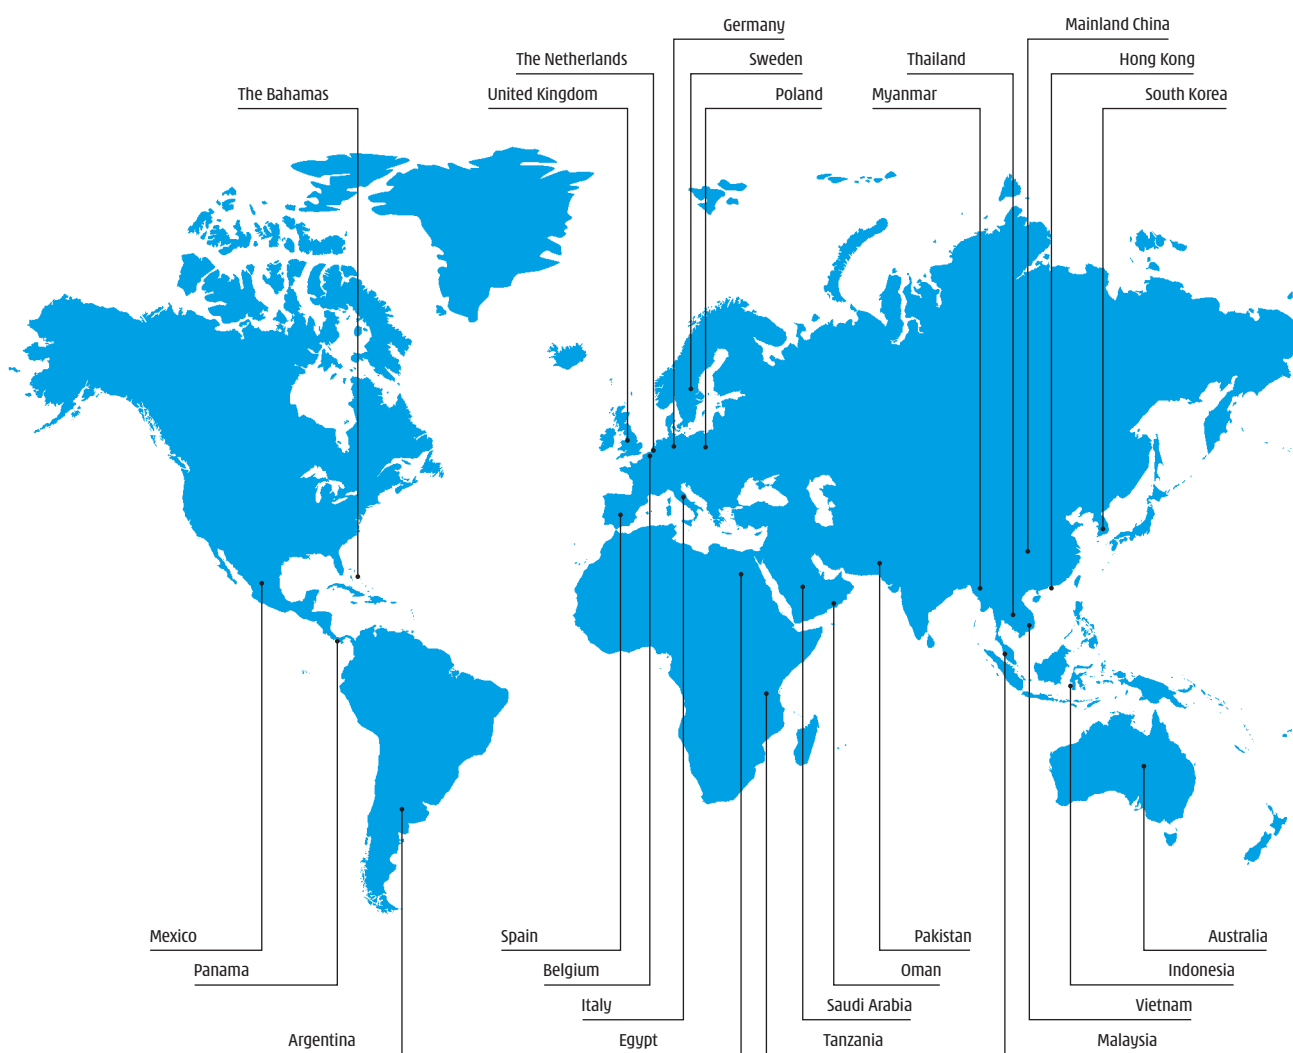 Germany
Mainland China
The Netherlands
Sweden
Thailand
Hong Kong
The Bahamas
United Kingdom
Poland
Myanmar
South Korea
Mexico
Spain
Pakistan
Australia
Panama
Belgium
Oman
Indonesia
Italy
Saudi Arabia
Vietnam
Argentina
Egypt
Tanzania
Malaysia